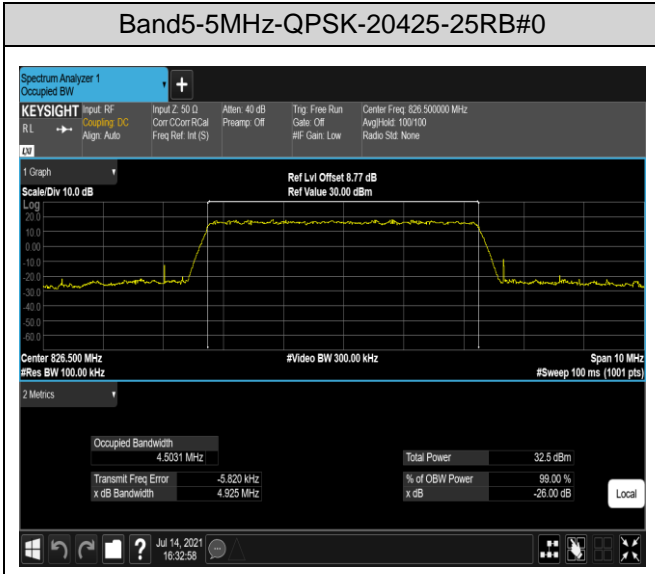 Band5-5MHz-QPSK-20425-25RB#0
Spectrum Analyzer 1
Occupied BW
+
KEYSIGHT
RL
LXI
Input: RF
Coupling: DC
Align: Auto
Input Z: 50 Ω
Corr CCorr RCal
Freq Ref: Int (S)
Atten: 40 dB
Preamp: Off
Trig: Free Run
Gate: Off
#IF Gain: Low
Center Freq: 826.500000 MHz
Avg|Hold: 100/100
Radio Std: None
1 Graph
Scale/Div 10.0 dB
Ref Lvl Offset 8.77 dB
Ref Value 30.00 dBm
Log
20.0
10.0
0.00
-10.0
-20.0
-30.0
-40.0
-50.0
-60.0
Center 826.500 MHz
#Video BW 300.00 kHz
Span 10 MHz
#Res BW 100.00 kHz
#Sweep 100 ms (1001 pts)
2 Metrics
Occupied Bandwidth
4.5031 MHz
Total Power 32.5 dBm
Transmit Freq Error -5.820 kHz
% of OBW Power 99.00 %
x dB Bandwidth 4.925 MHz
x dB -26.00 dB
Local
?
Jul 14, 2021
16:32:58